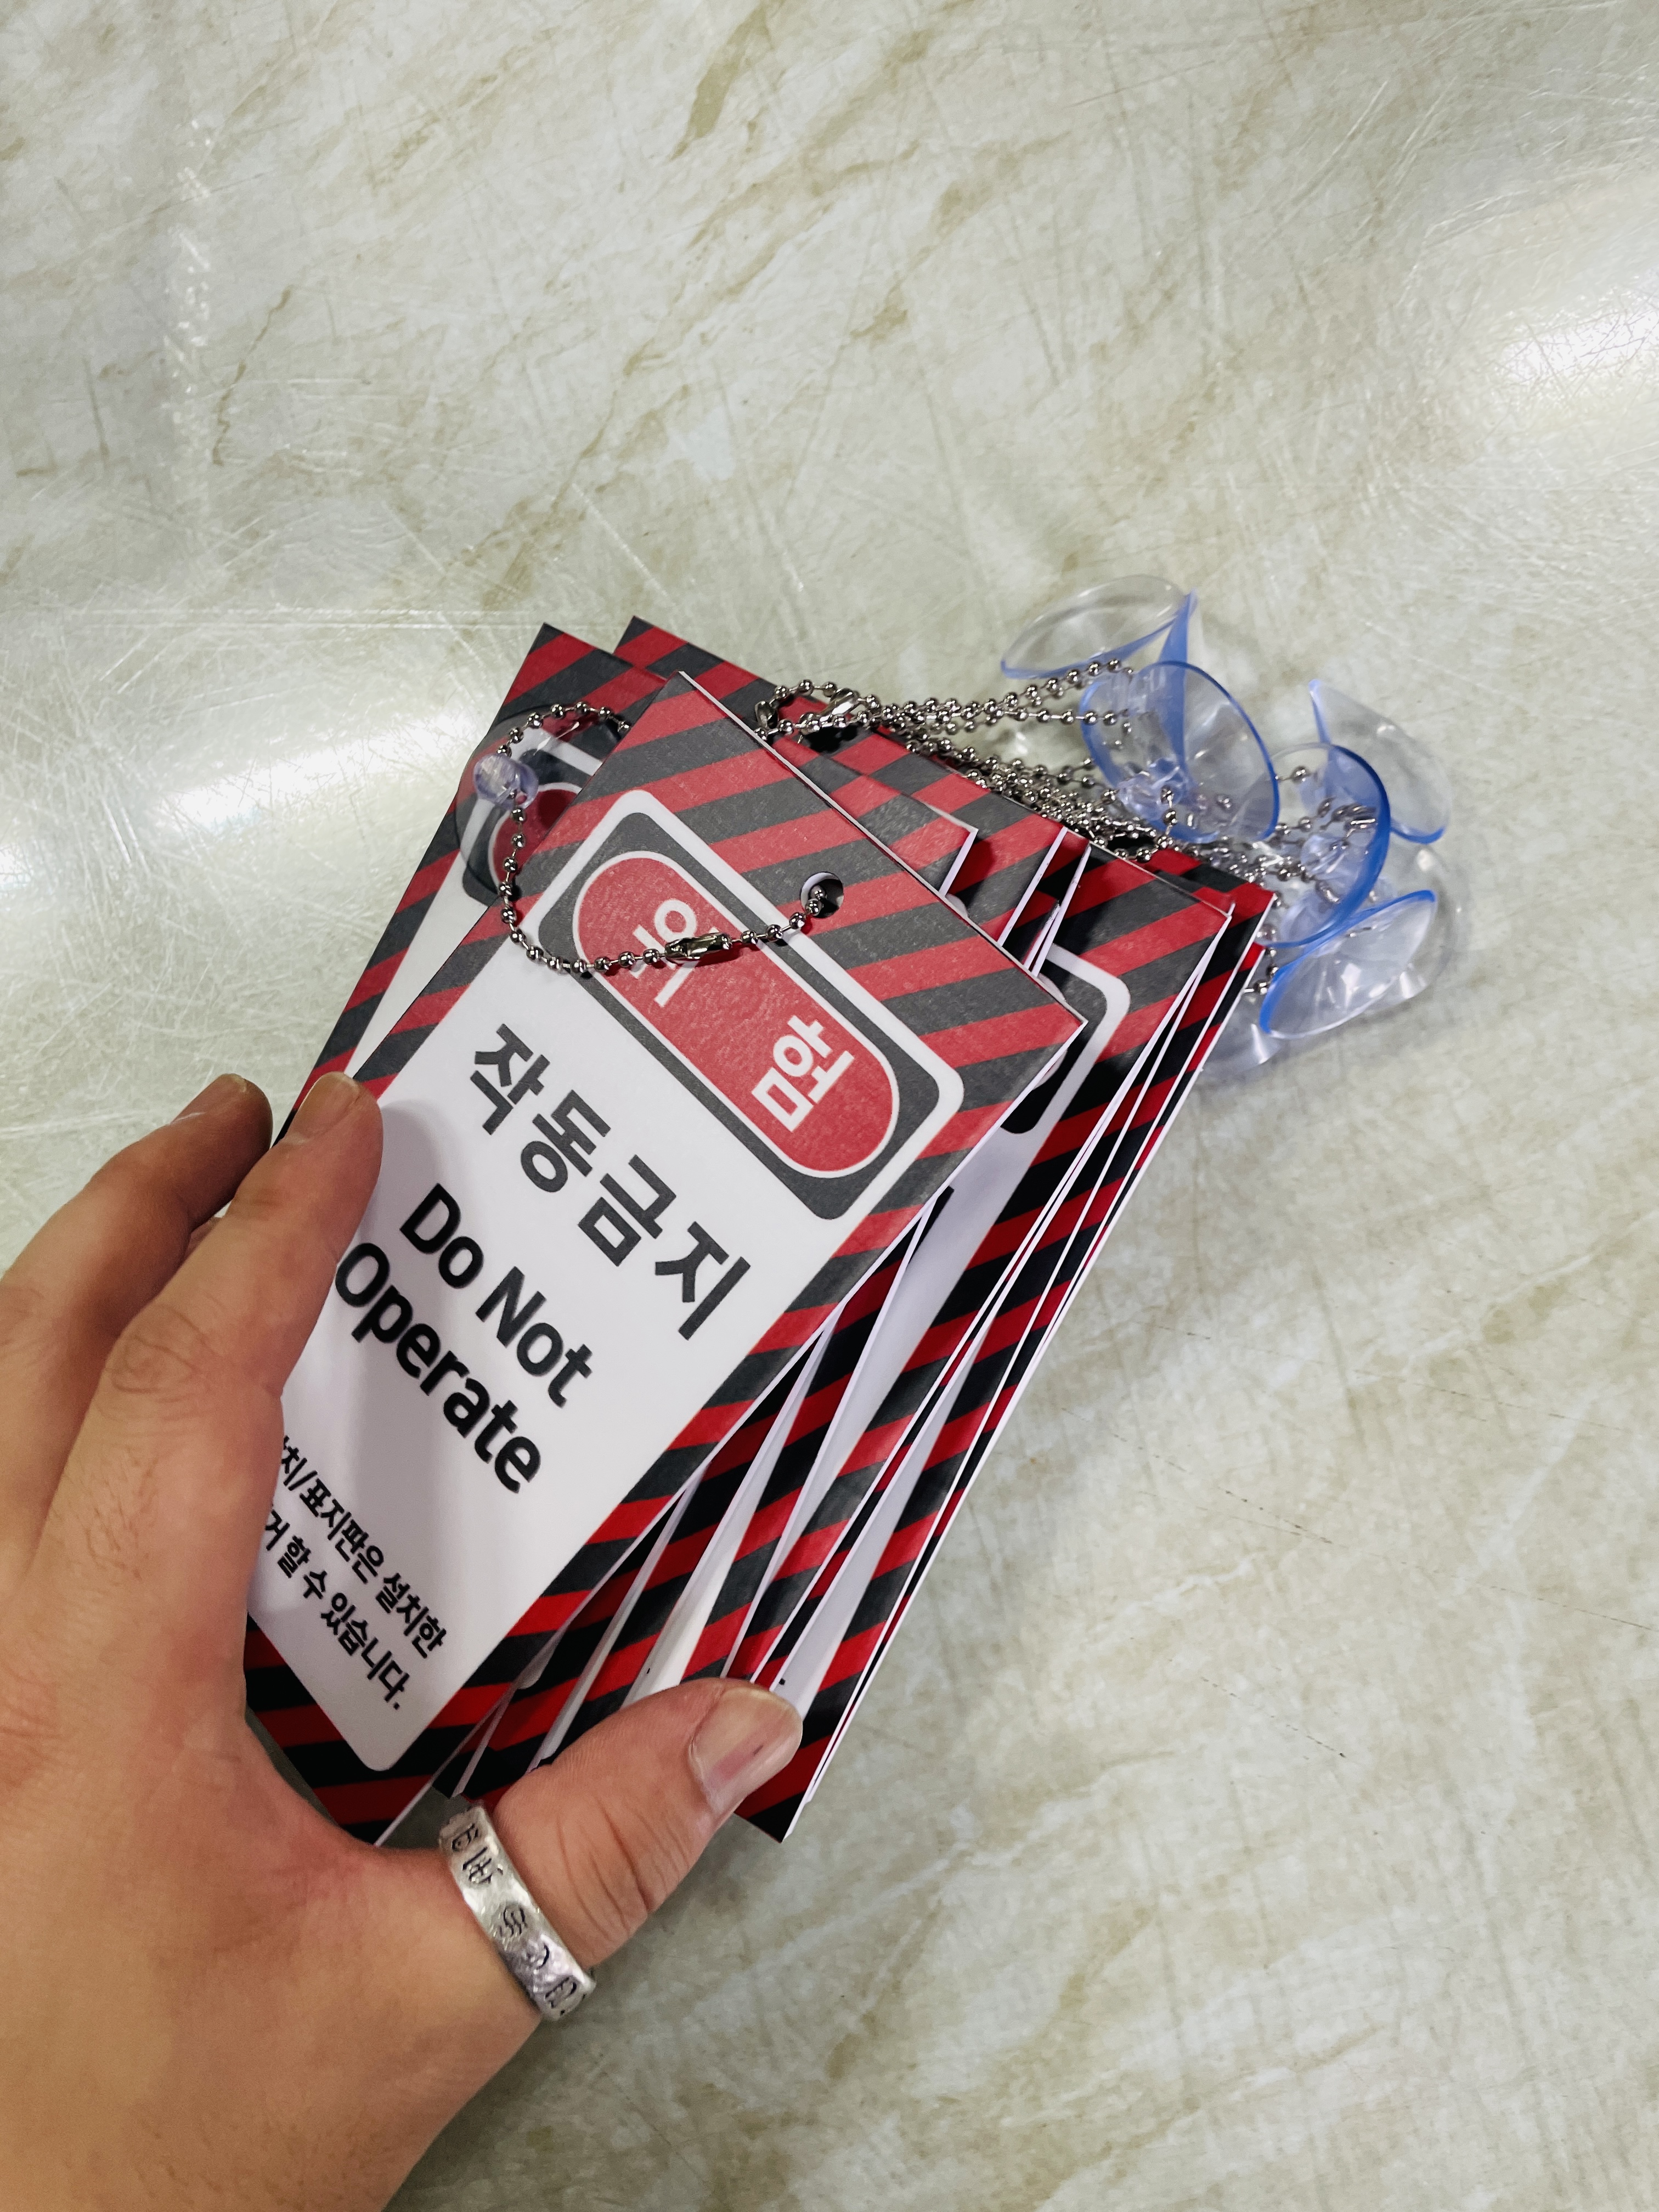 위 험
작동금지
Do Not
Operate
치/표지판은 설치한
거 할 수 있습니다.